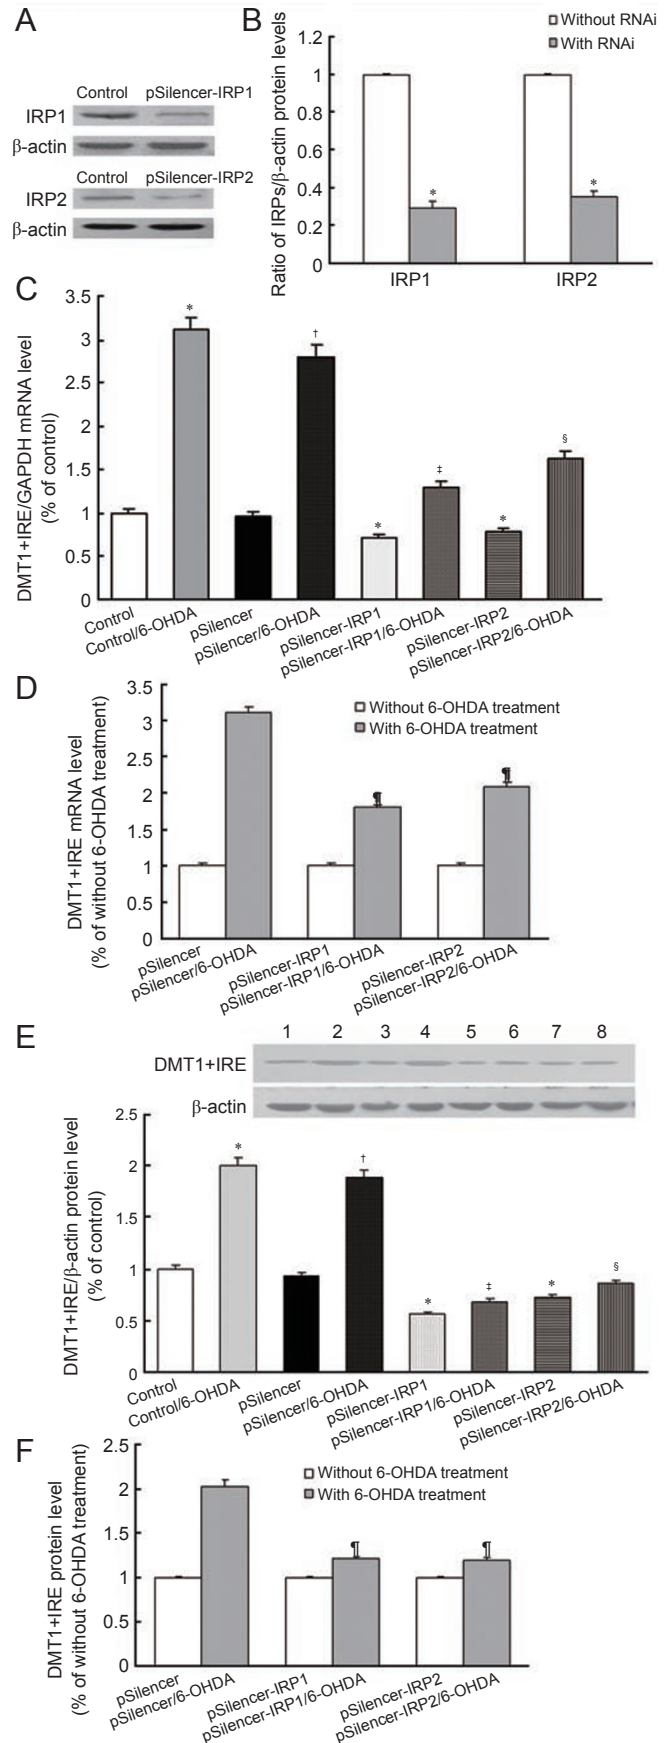 A
Control pSilencer-IRP1
IRP1
β-actin
Control pSilencer-IRP2
IRP2
β-actin
B
Without RNAi
With RNAi
Ratio of IRPs/β-actin protein levels
1.2
1
0.8
0.6
0.4
0.2
0
*
*
IRP1 IRP2
C
DMT1+IRE/GAPDH mRNA level
(% of control)
3.5
3
2.5
2
1.5
1
0.5
0
*
†
*
‡
*
§
Control
Control/6-OHDA
pSilencer
pSilencer/6-OHDA
pSilencer-IRP1
pSilencer-IRP1/6-OHDA
pSilencer-IRP2
pSilencer-IRP2/6-OHDA
D
DMT1+IRE mRNA level
(% of without 6-OHDA treatment)
Without 6-OHDA treatment
With 6-OHDA treatment
3.5
3
2.5
2
1.5
1
0.5
0
¶
¶
pSilencer
pSilencer/6-OHDA
pSilencer-IRP1
pSilencer-IRP1/6-OHDA
pSilencer-IRP2
pSilencer-IRP2/6-OHDA
E
1 2 3 4 5 6 7 8
DMT1+IRE
β-actin
DMT1+IRE/β-actin protein level
(% of control)
2.5
2
1.5
1
0.5
0
*
†
*
‡
*
§
Control
Control/6-OHDA
pSilencer
pSilencer/6-OHDA
pSilencer-IRP1
pSilencer-IRP1/6-OHDA
pSilencer-IRP2
pSilencer-IRP2/6-OHDA
F
DMT1+IRE protein level
(% of without 6-OHDA treatment)
Without 6-OHDA treatment
With 6-OHDA treatment
2.5
2
1.5
1
0.5
0
¶
¶
pSilencer
pSilencer/6-OHDA
pSilencer-IRP1
pSilencer-IRP1/6-OHDA
pSilencer-IRP2
pSilencer-IRP2/6-OHDA